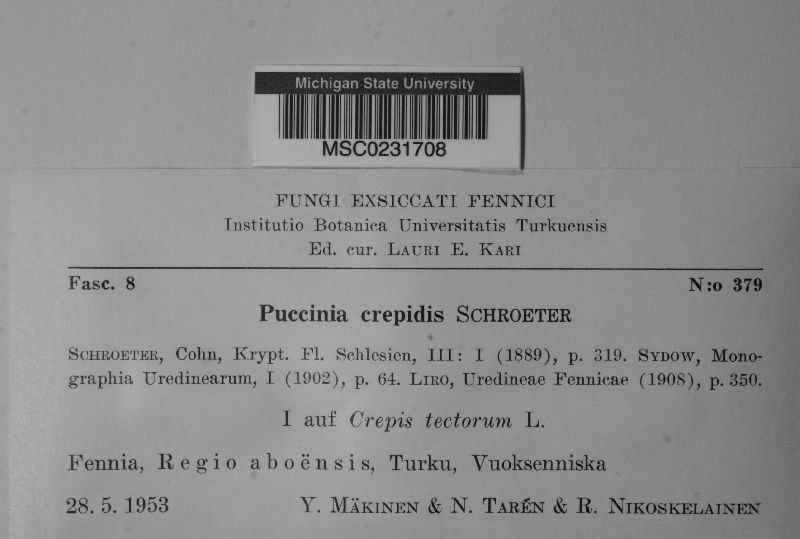 Michigan State University
MSC0231708
FUNGI EXSICCATI FENNICI
Institutio Botanica Universitatis Turkuensis
Ed. cur. LAURI E. KARI
Fasc. 8 N:o 379
Puccinia crepidis SCHROETER
SCHROETER, Cohn, Krypt. Fl. Schlesien, III: I (1889), p. 319. SYDOW, Mono-
graphia Uredinearum, I (1902), p. 64. LIRO, Uredineae Fennicae (1908), p. 350.
I auf Crepis tectorum L.
Fennia, Regio aboënsis, Turku, Vuoksenniska
28. 5. 1953 Y. MÄKINEN & N. TARÉN & R. NIKOSKELAINEN